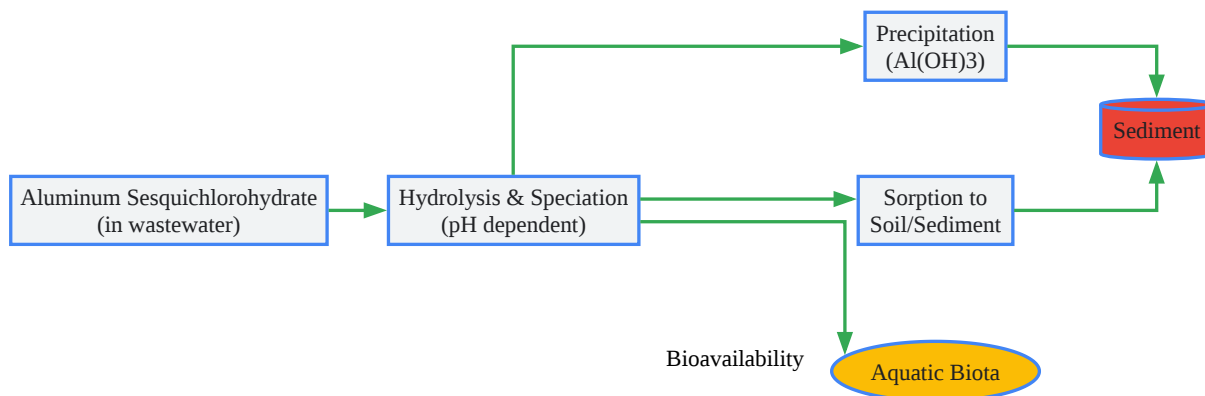 Precipitation
(Al(OH)3)
Sediment
Aluminum Sesquichlorohydrate
(in wastewater)
Hydrolysis & Speciation
(pH dependent)
Sorption to
Soil/Sediment
Bioavailability
Aquatic Biota